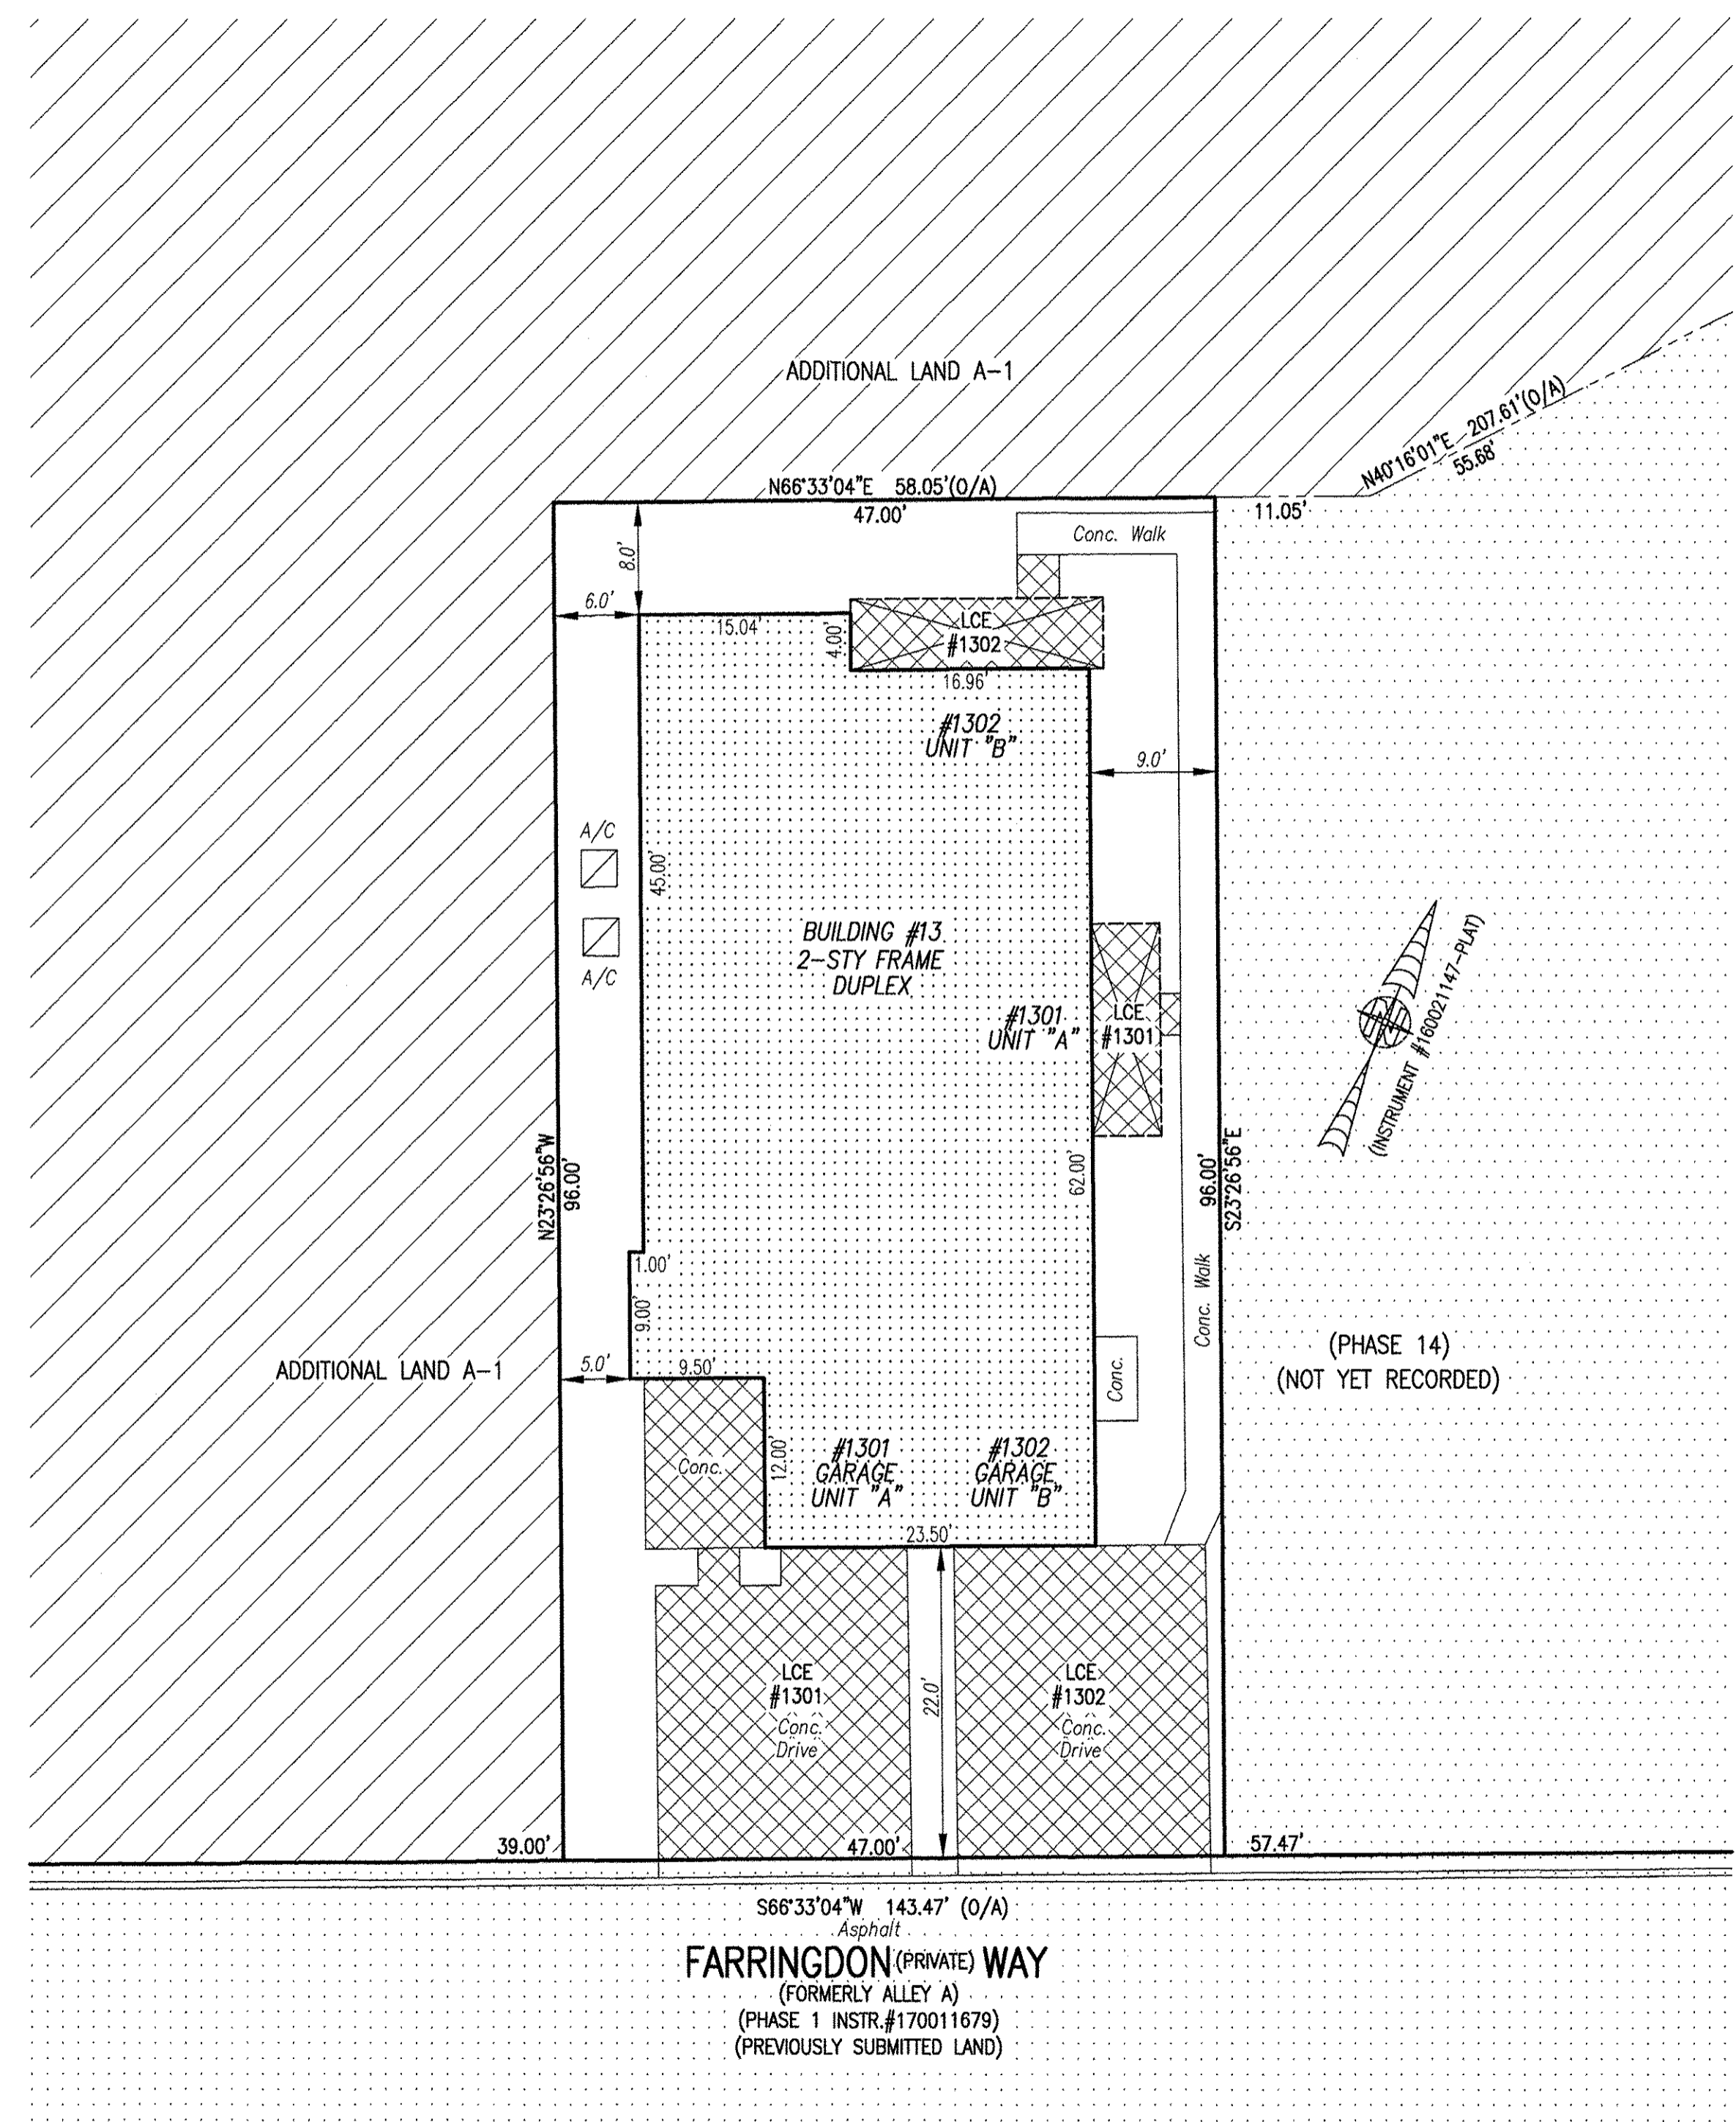 ADDITIONAL LAND A-1
N40°16'01"E 207.61'(O/A)
55.68'
N66°33'04"E 58.05'(O/A)
47.00'
11.05'
Conc. Walk
8.0'
6.0'
15.04'
4.00'
LCE
#1302
16.96'
#1302
UNIT "B"
9.0'
A/C
45.00'
A/C
BUILDING #13
2-STY FRAME
DUPLEX
#1301
UNIT "A"
LCE
#1301
(INSTRUMENT #160021147-PLAT)
N23°26'56"W
96.00'
62.00'
96.00'
S23°26'56"E
1.00'
9.00'
Conc. Walk
ADDITIONAL LAND A-1
5.0'
9.50'
Conc.
(PHASE 14)
(NOT YET RECORDED)
Conc.
12.00'
#1301
GARAGE
UNIT "A"
#1302
GARAGE
UNIT "B"
23.50'
LCE
#1301
Conc.
Drive
22.0'
LCE
#1302
Conc.
Drive
39.00'
47.00'
57.47'
S66°33'04"W 143.47' (O/A)
Asphalt
FARRINGDON (PRIVATE) WAY
(FORMERLY ALLEY A)
(PHASE 1 INSTR.#170011679)
(PREVIOUSLY SUBMITTED LAND)